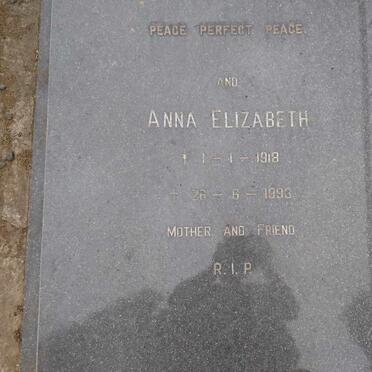 PEACE PERFECT PEACE.
AND
ANNA ELIZABETH
1 – 1 – 1918
– 26 – 6 – 1993
MOTHER AND FRIEND
R.I.P.